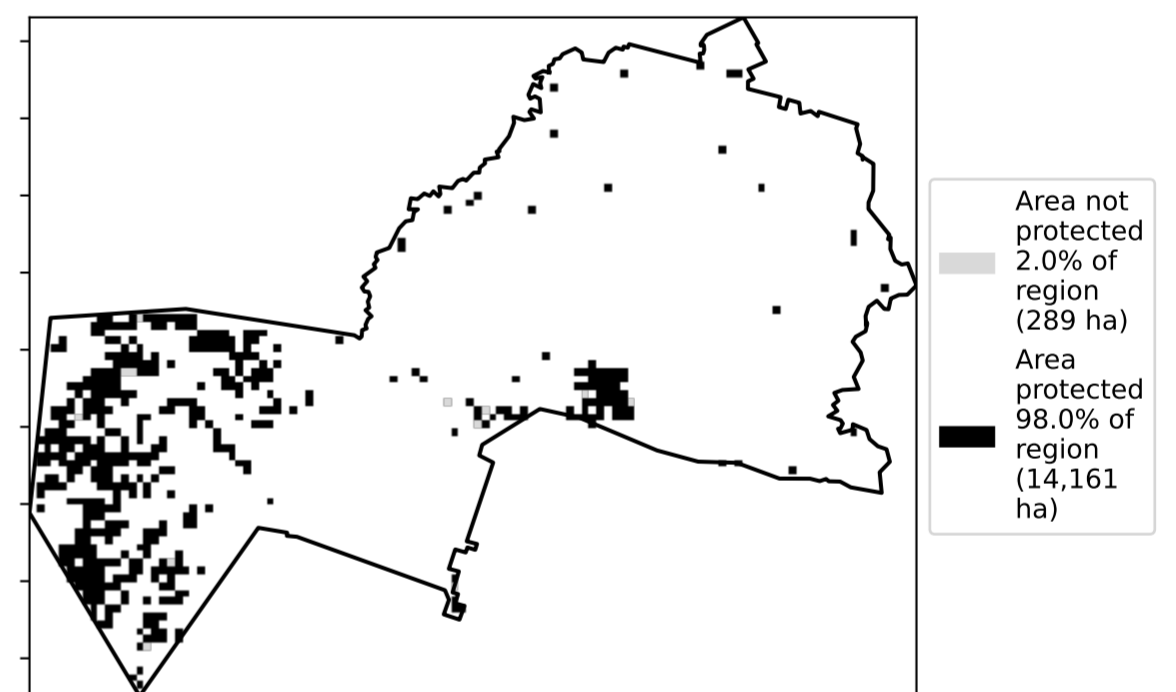 Area not
protected
2.0% of
region
(289 ha)
Area
protected
98.0% of
region
(14,161
ha)